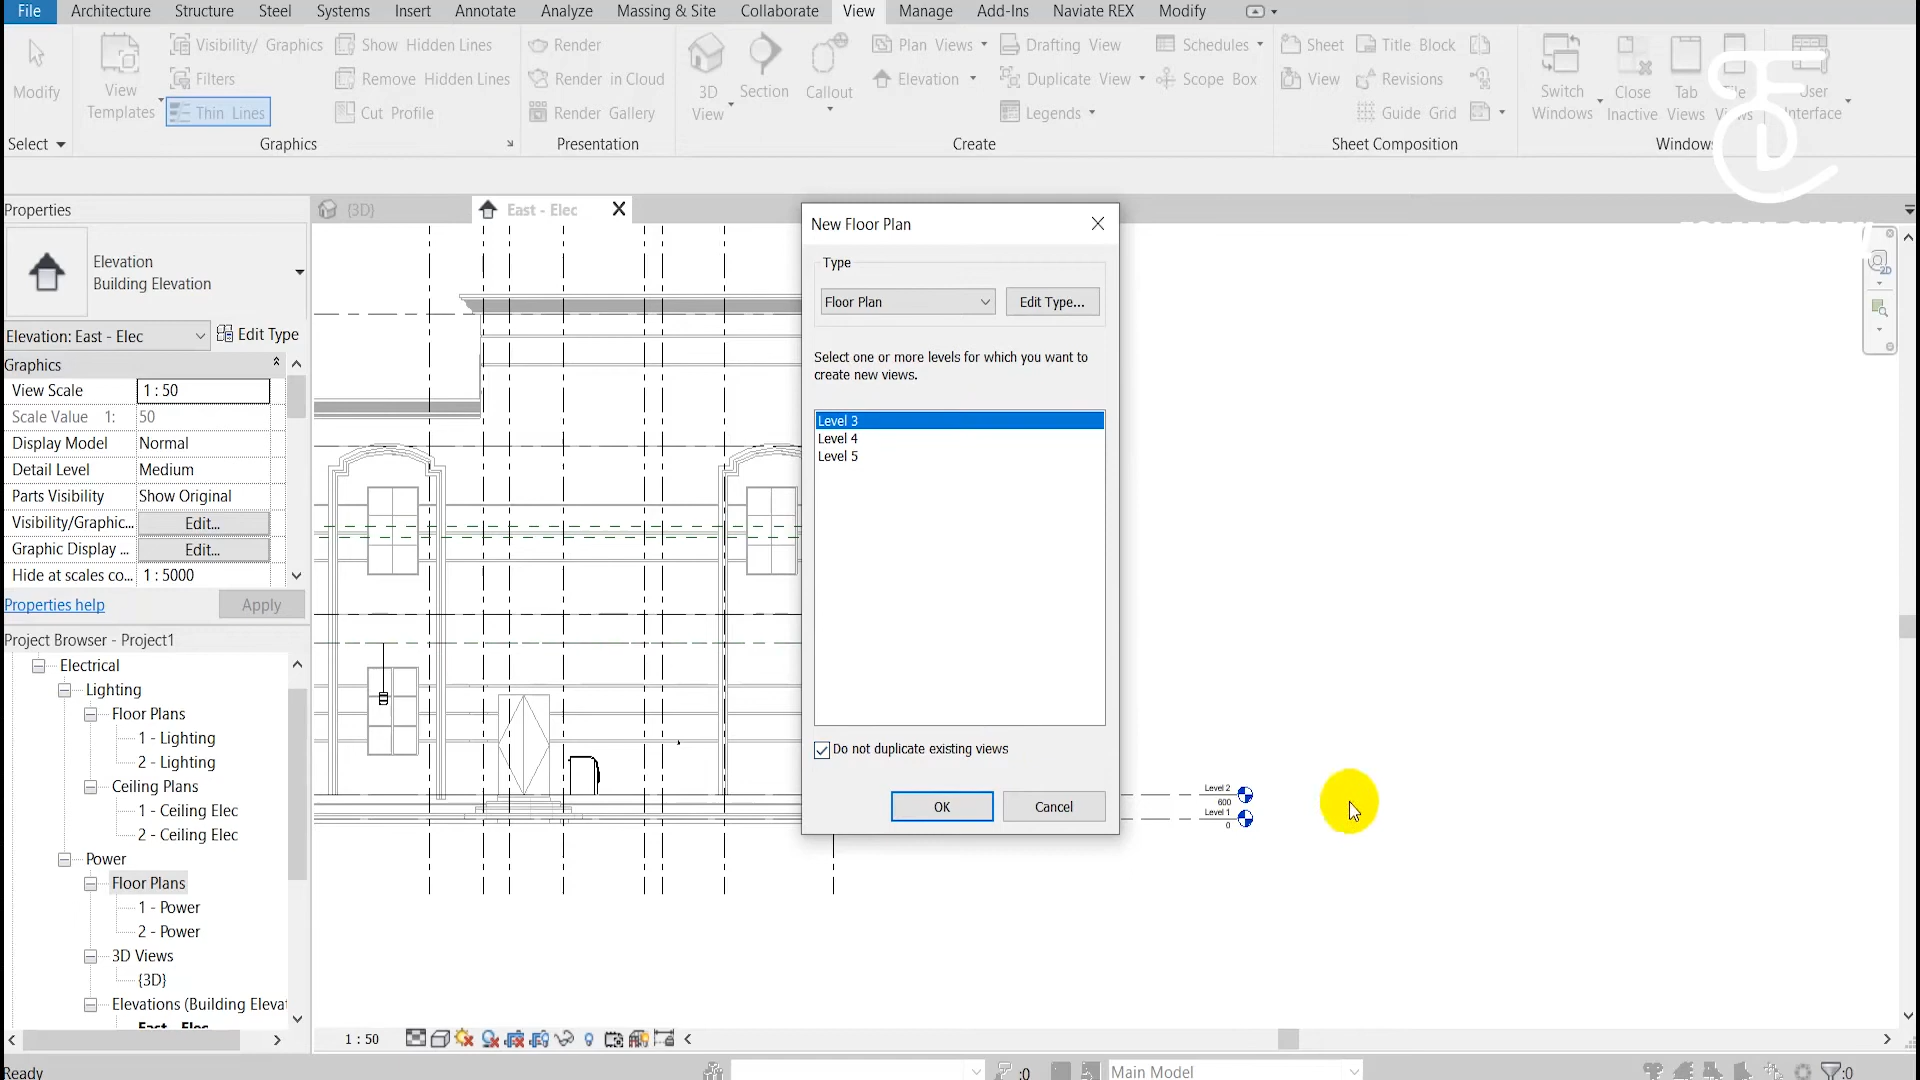 File Architecture Structure Steel Systems Insert Annotate Analyze Massing & Site Collaborate View Manage Add-Ins Naviate REX Modify
Modify
Select
View Templates
Visibility/ Graphics
Filters
Thin Lines
Show Hidden Lines
Remove Hidden Lines
Cut Profile
Graphics
Render
Render in Cloud
Render Gallery
Presentation
3D View
Section
Callout
Plan Views
Elevation
Drafting View
Duplicate View
Legends
Schedules
Scope Box
Create
Sheet
View
Title Block
Revisions
Guide Grid
Sheet Composition
Switch Windows
Close Inactive
Tab Views
Views
User Interface
Windows
Properties
Elevation
Building Elevation
Elevation: East - Elec
Edit Type
Graphics
View Scale 1 : 50
Scale Value 1: 50
Display Model Normal
Detail Level Medium
Parts Visibility Show Original
Visibility/Graphic... Edit...
Graphic Display ... Edit...
Hide at scales co... 1 : 5000
Properties help
Apply
Project Browser - Project1
Electrical
Lighting
Floor Plans
1 - Lighting
2 - Lighting
Ceiling Plans
1 - Ceiling Elec
2 - Ceiling Elec
Power
Floor Plans
1 - Power
2 - Power
3D Views
{3D}
Elevations (Building Eleva
East - Elec
{3D}
East - Elec
New Floor Plan
Type
Floor Plan
Edit Type...
Select one or more levels for which you want to
create new views.
Level 3
Level 4
Level 5
Do not duplicate existing views
OK
Cancel
Level 2
600
Level 1
0
2D
1 : 50
Ready
:0
Main Model
:0